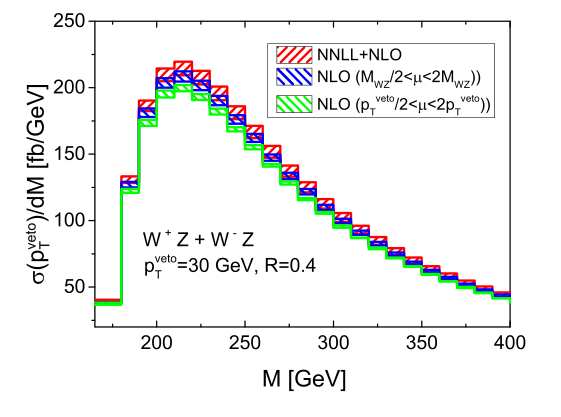 250
200
150
100
50
200
250
300
350
400
σ(p_T^veto)/dM [fb/GeV]
M [GeV]
NNLL+NLO
NLO (M_WZ/2<μ<2M_WZ))
NLO (p_T^veto/2<μ<2p_T^veto))
W^+ Z + W^- Z
p_T^veto=30 GeV, R=0.4